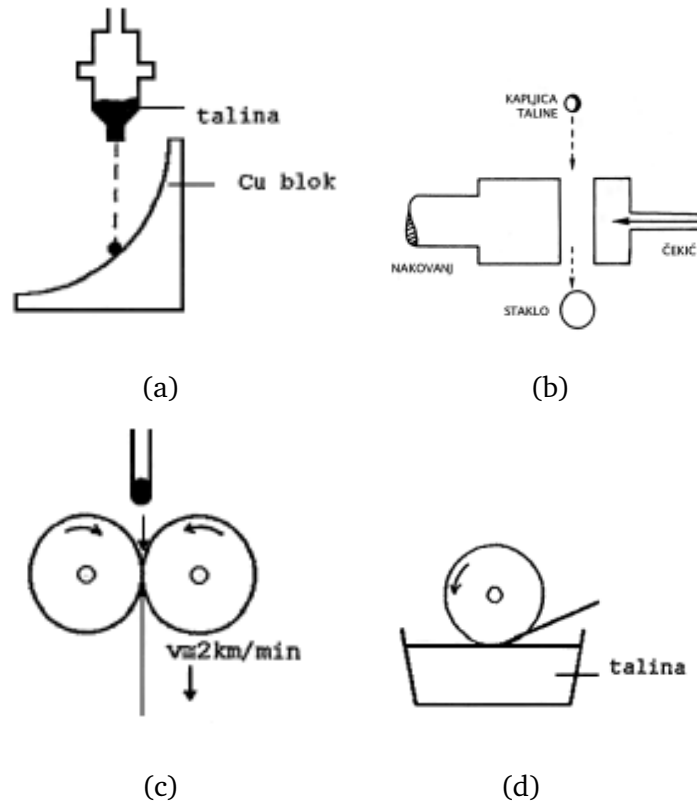 talina
Cu blok
(a)
KAPLJICA
TALINE
NAKOVANJ
ČEKIĆ
STAKLO
(b)
v≅2km/min
(c)
talina
(d)